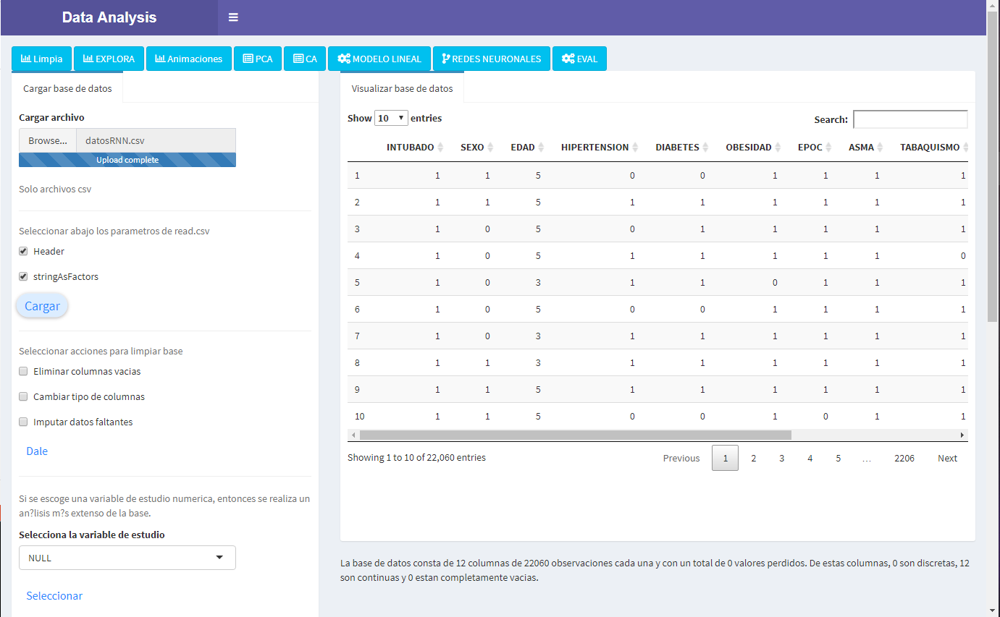 Data Analysis
Limpia EXPLORA Animaciones PCA CA MODELO LINEAL REDES NEURONALES EVAL
Cargar base de datos
Cargar archivo
Browse... datosRNN.csv
Upload complete
Solo archivos csv
Seleccionar abajo los parametros de read.csv
Header
stringAsFactors
Cargar
Seleccionar acciones para limpiar base
Eliminar columnas vacias
Cambiar tipo de columnas
Imputar datos faltantes
Dale
Si se escoge una variable de estudio numerica, entonces se realiza un
an?lisis m?s extenso de la base.
Selecciona la variable de estudio
NULL
Seleccionar
Visualizar base de datos
Show 10 entries
Search:
INTUBADO SEXO EDAD HIPERTENSION DIABETES OBESIDAD EPOC ASMA TABAQUISMO
1 1 1 5 0 0 1 1 1 1
2 1 1 5 1 1 1 1 1 1
3 1 0 5 0 1 1 1 1 1
4 1 0 5 1 1 1 1 1 0
5 1 0 3 1 1 0 1 1 1
6 1 0 5 0 0 1 1 1 1
7 1 0 3 1 1 1 1 1 1
8 1 1 3 1 1 1 1 1 1
9 1 1 5 1 1 1 1 1 1
10 1 1 5 0 0 1 0 1 1
Showing 1 to 10 of 22,060 entries
Previous 1 2 3 4 5 ... 2206 Next
La base de datos consta de 12 columnas de 22060 observaciones cada una y con un total de 0 valores perdidos. De estas columnas, 0 son discretas, 12
son continuas y 0 estan completamente vacias.